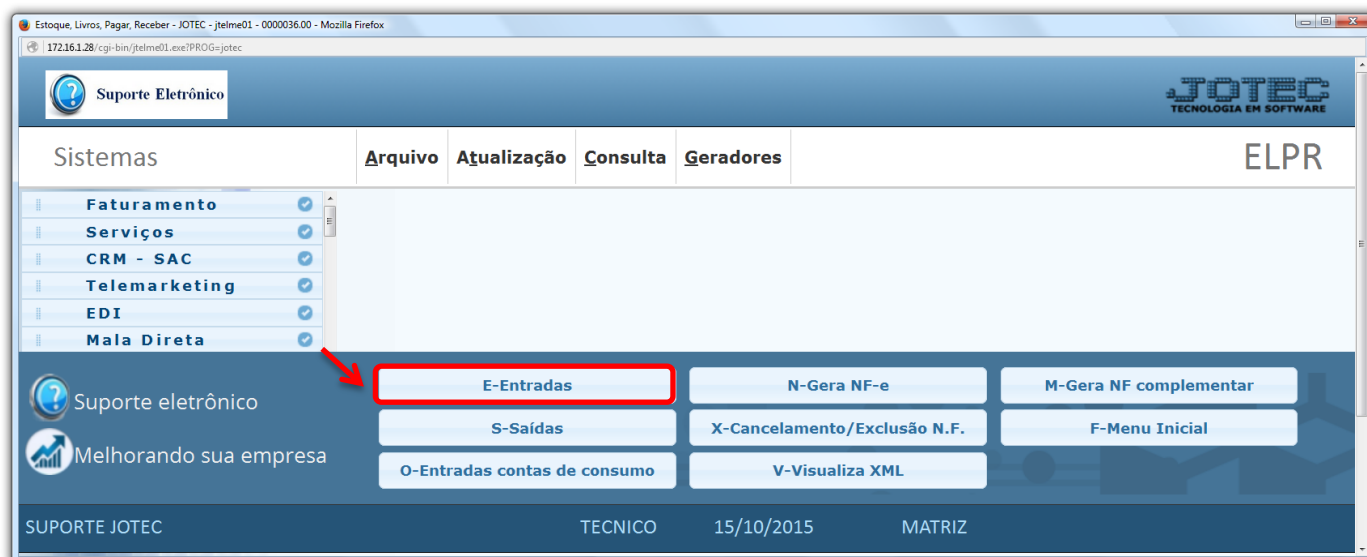 Estoque, Livros, Pagar, Receber - JOTEC - jtelme01 - 0000036.00 - Mozilla Firefox
172.16.1.28/cgi-bin/jtelme01.exe?PROG=jotec
Suporte Eletrônico
JOTEC
TECNOLOGIA EM SOFTWARE
Sistemas
Arquivo Atualização Consulta Geradores
ELPR
Faturamento
Serviços
CRM - SAC
Telemarketing
EDI
Mala Direta
E-Entradas N-Gera NF-e M-Gera NF complementar
Suporte eletrônico
S-Saídas X-Cancelamento/Exclusão N.F. F-Menu Inicial
Melhorando sua empresa
O-Entradas contas de consumo V-Visualiza XML
SUPORTE JOTEC TECNICO 15/10/2015 MATRIZ